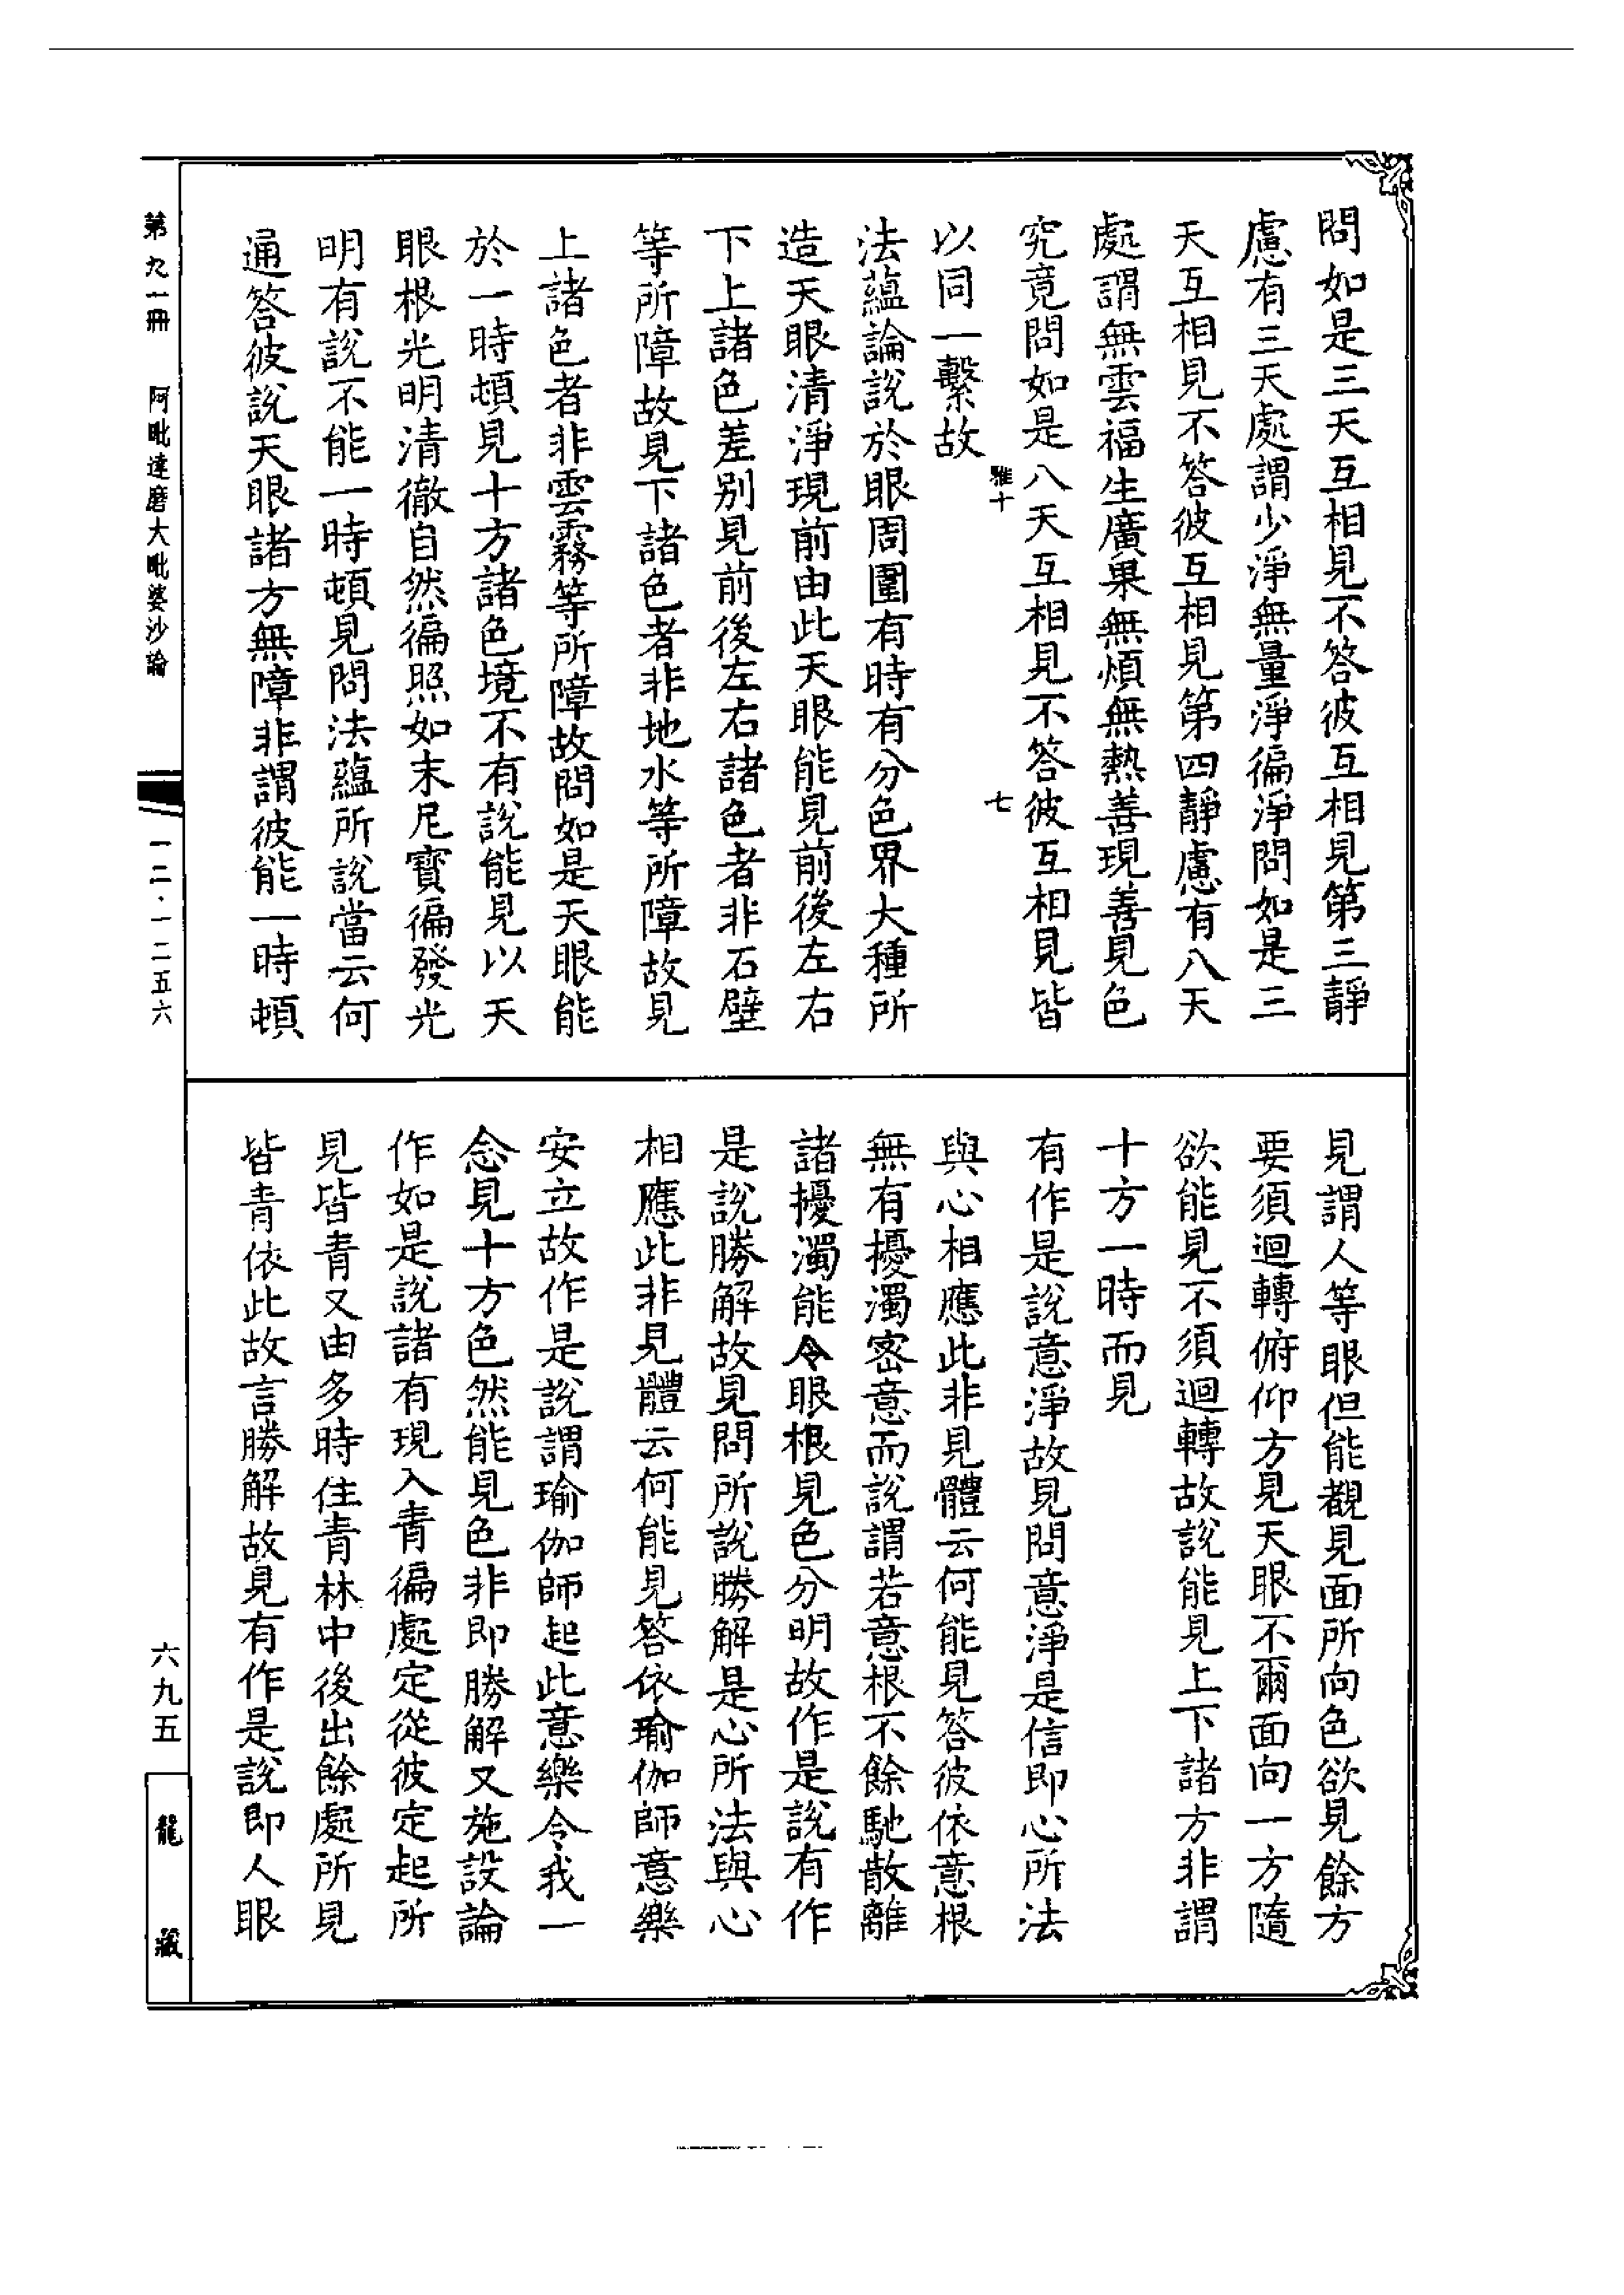 問如是三天互相見不答彼互相見第三靜
慮有三天處謂少淨無量淨徧淨問如是三
天互相見不答彼互相見第四靜慮有八天
處謂無雲福生廣果無煩無熱善現善見色
究竟問如是八天互相見不答彼互相見皆
雅十 七
以同一繫故
法蘊論說於眼周圍有時有分色界大種所
造天眼清淨現前由此天眼能見前後左右
下上諸色差別見前後左右諸色者非石壁
等所障故見下諸色者非地水等所障故見
上諸色者非雲霧等所障故問如是天眼能
於一時頓見十方諸色境不有說能見以天
眼根光明清徹自然徧照如末尼寶徧發光
明有說不能一時頓見問法蘊所說當云何
通答彼說天眼諸方無障非謂彼能一時頓
見謂人等眼但能觀見面所向色欲見餘方
要須迴轉俯仰方見天眼不爾面向一方隨
欲能見不須迴轉故說能見上下諸方非謂
十方一時而見
有作是說意淨故見問意淨是信即心所法
與心相應此非見體云何能見答彼依意根
無有擾濁密意而說謂若意根不餘馳散離
諸擾濁能令眼根見色分明故作是說有作
是說勝解故見問所說勝解是心所法與心
相應此非見體云何能見答依瑜伽師意樂
安立故作是說謂瑜伽師起此意樂令我一
念見十方色然能見色非即勝解又施設論
作如是說諸有現入青徧處定從彼定起所
見皆青又由多時住青林中後出餘處所見
皆青依此故言勝解故見有作是說即人眼
第九一冊 阿毗達磨大毗婆沙論 一二·一二五六
六九五 龍藏